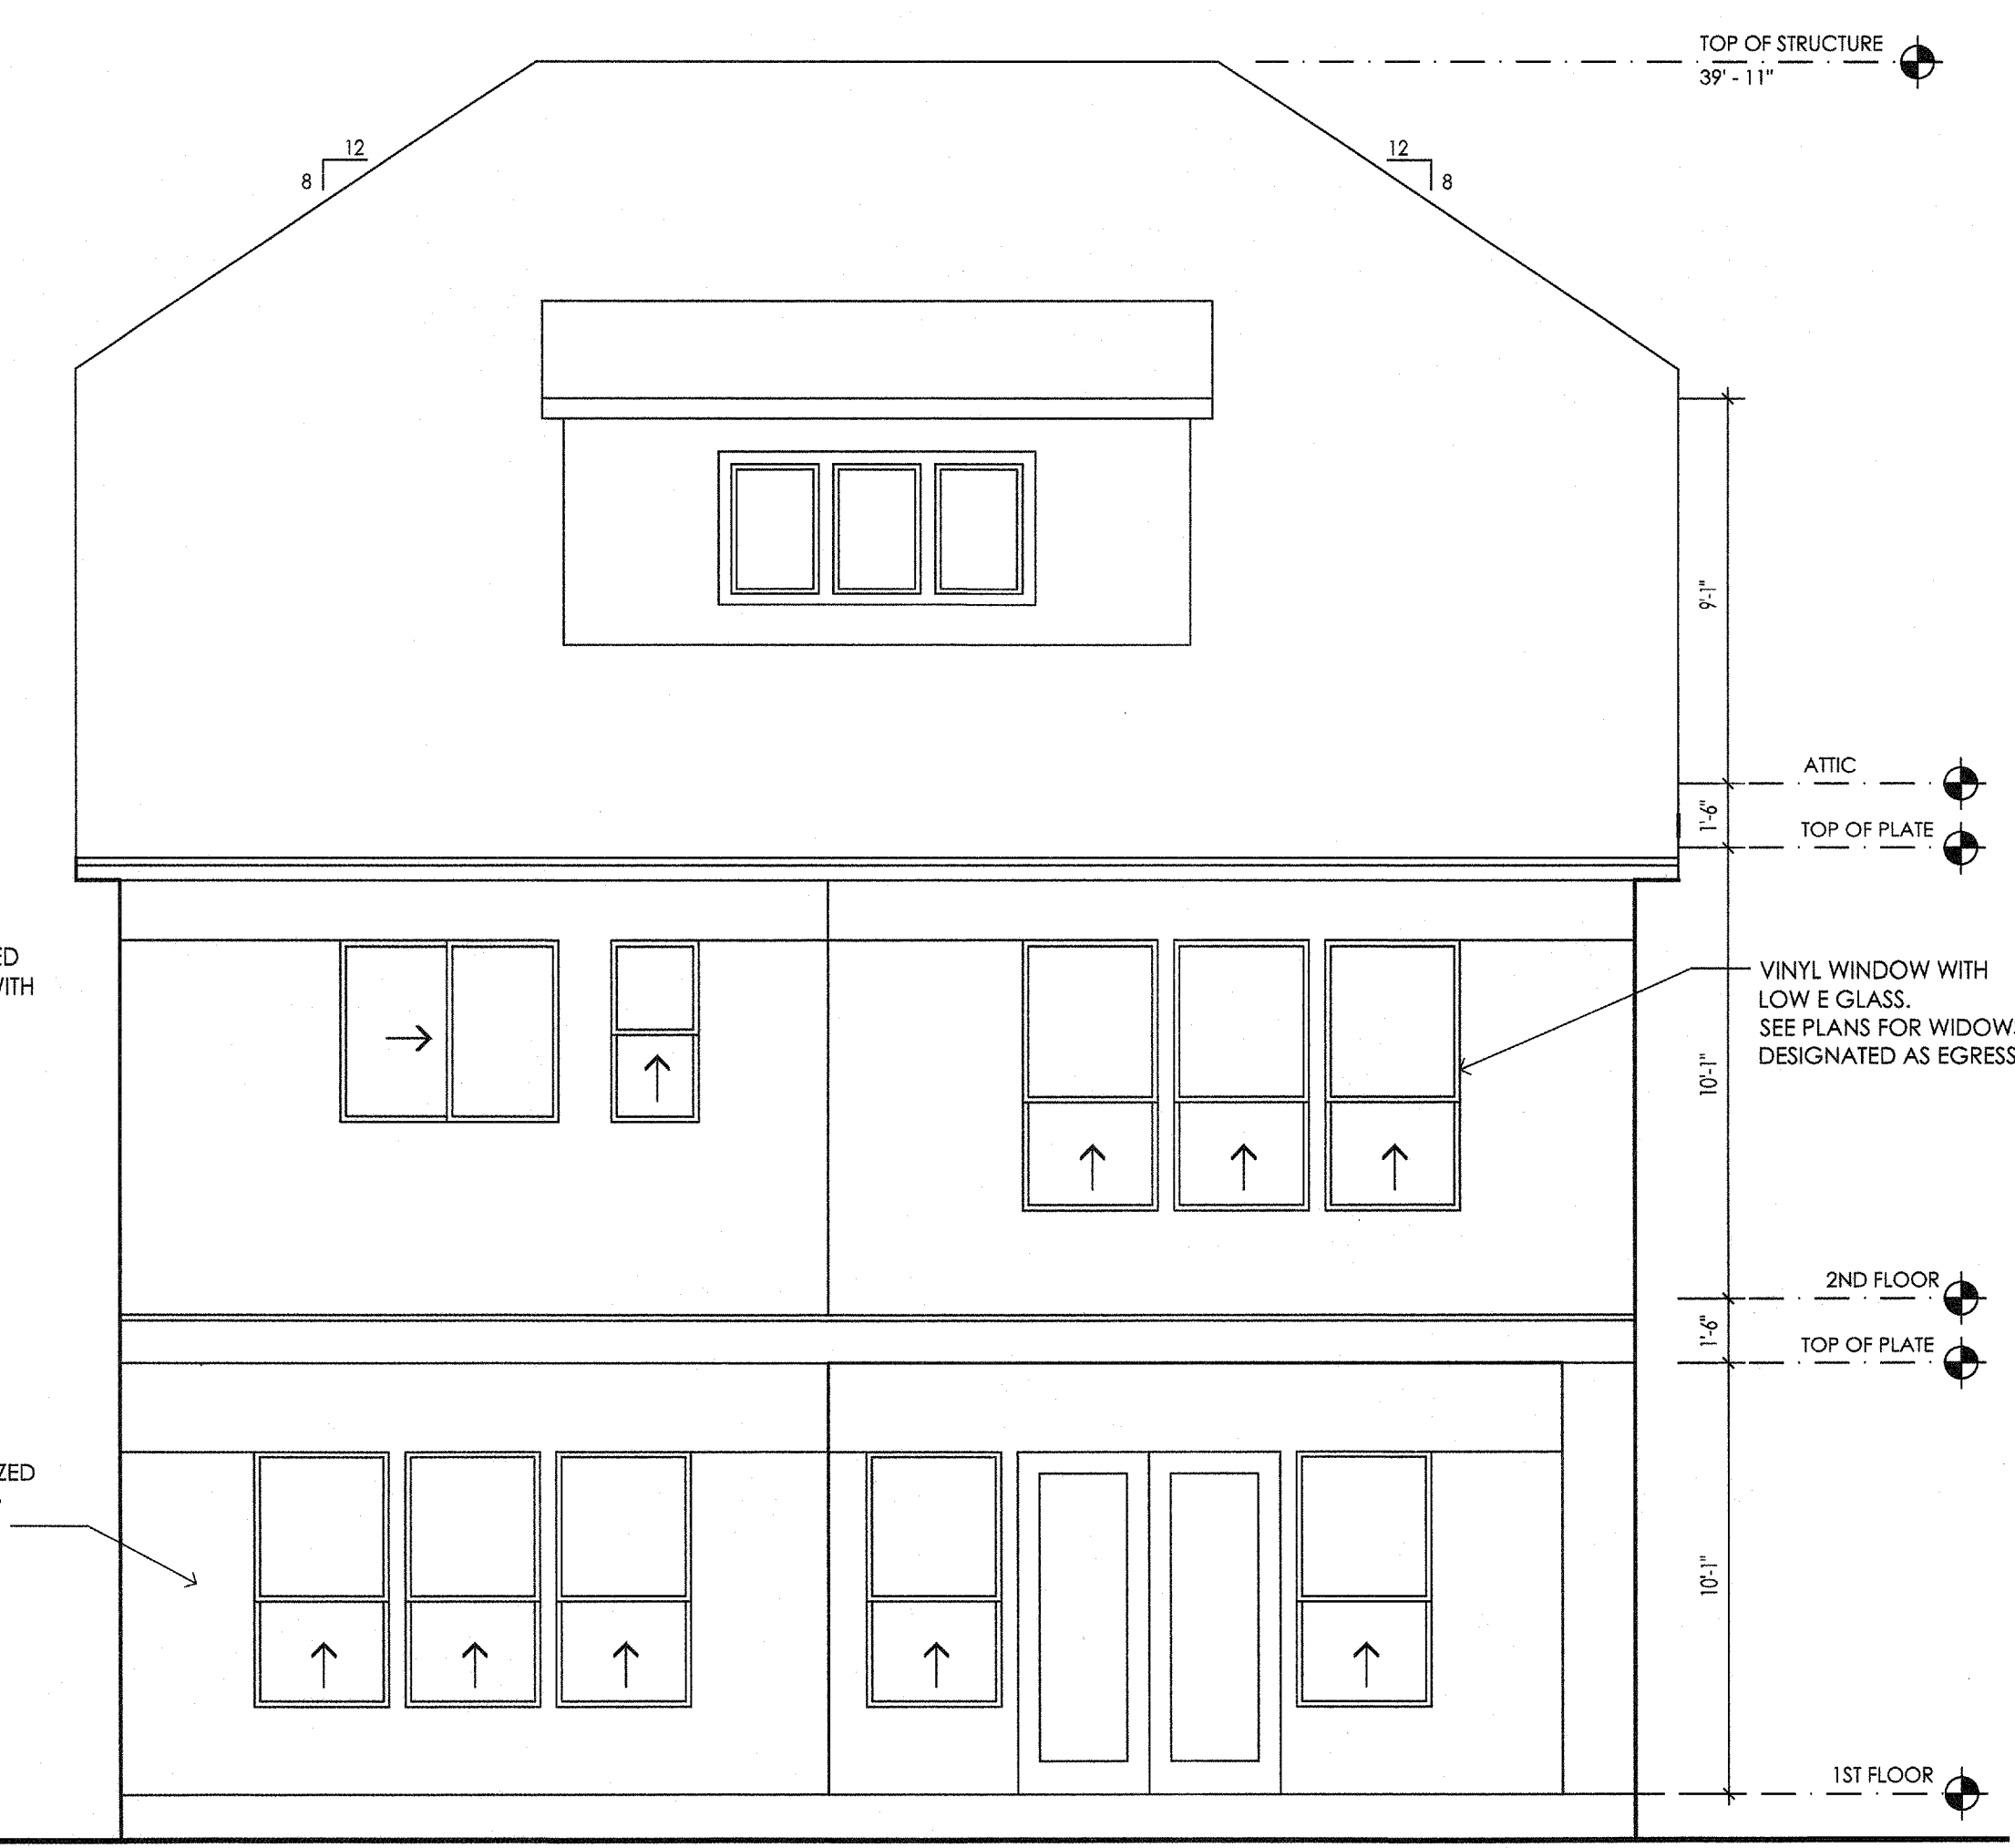 TOP OF STRUCTURE
39' - 11"
12
8
12
8
9'-1"
ATTIC
1'-6"
TOP OF PLATE
ED
WITH
VINYL WINDOW WITH
LOW E GLASS.
SEE PLANS FOR WIDOW
DESIGNATED AS EGRESS
10'-1"
2ND FLOOR
1'-6"
TOP OF PLATE
ZED
10'-1"
1ST FLOOR